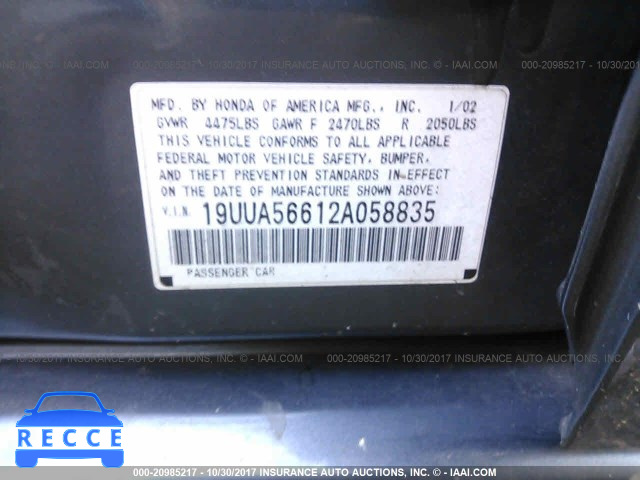 000-20985217 - 10/30/2017 INSURANCE AUTO AUCTIONS INC. - © IAAI.COM
MFD. BY HONDA OF AMERICA MFG., INC. 1/02
GVWR 4475LBS GAWR F 2470LBS R 2050LBS
THIS VEHICLE CONFORMS TO ALL APPLICABLE
FEDERAL MOTOR VEHICLE SAFETY, BUMPER,
AND THEFT PREVENTION STANDARDS IN EFFECT
ON THE DATE OF MANUFACTURE SHOWN ABOVE:
V.I.N. 19UUA56612A058835
PASSENGER CAR
000-20985217 - 10/30/2017 INSURANCE AUTO AUCTIONS INC. - © IAAI.COM
RECCE
000-20985217 - 10/30/2017 INSURANCE AUTO AUCTIONS INC. - © IAAI.COM